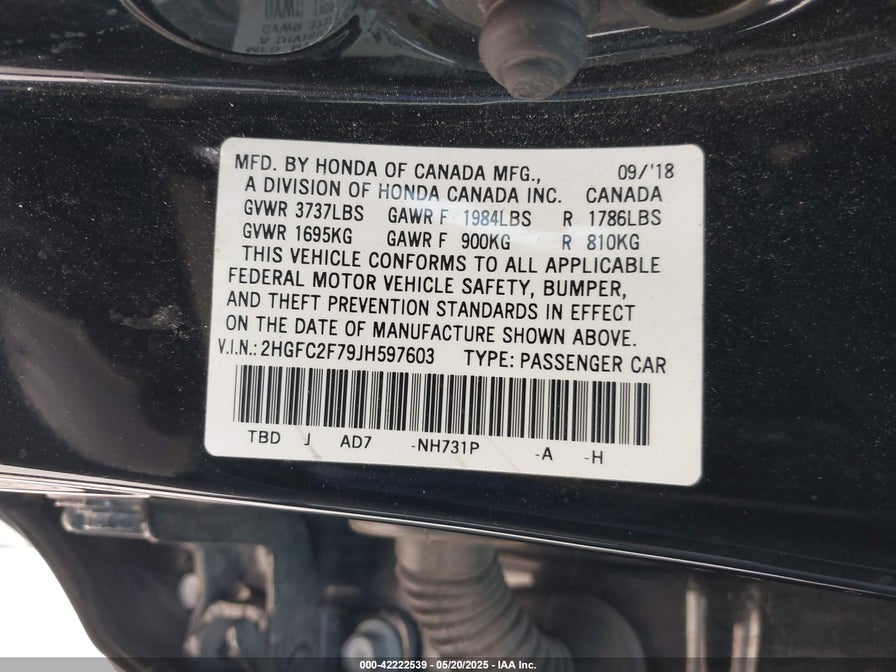 MFD. BY HONDA OF CANADA MFG., 09/'18
A DIVISION OF HONDA CANADA INC. CANADA
GVWR 3737LBS GAWR F 1984LBS R 1786LBS
GVWR 1695KG GAWR F 900KG R 810KG
THIS VEHICLE CONFORMS TO ALL APPLICABLE
FEDERAL MOTOR VEHICLE SAFETY, BUMPER,
AND THEFT PREVENTION STANDARDS IN EFFECT
ON THE DATE OF MANUFACTURE SHOWN ABOVE.
V.I.N.: 2HGFC2F79JH597603 TYPE: PASSENGER CAR
TBD J AD7 -NH731P -A -H
000-42222539 - 05/20/2025 - IAA Inc.